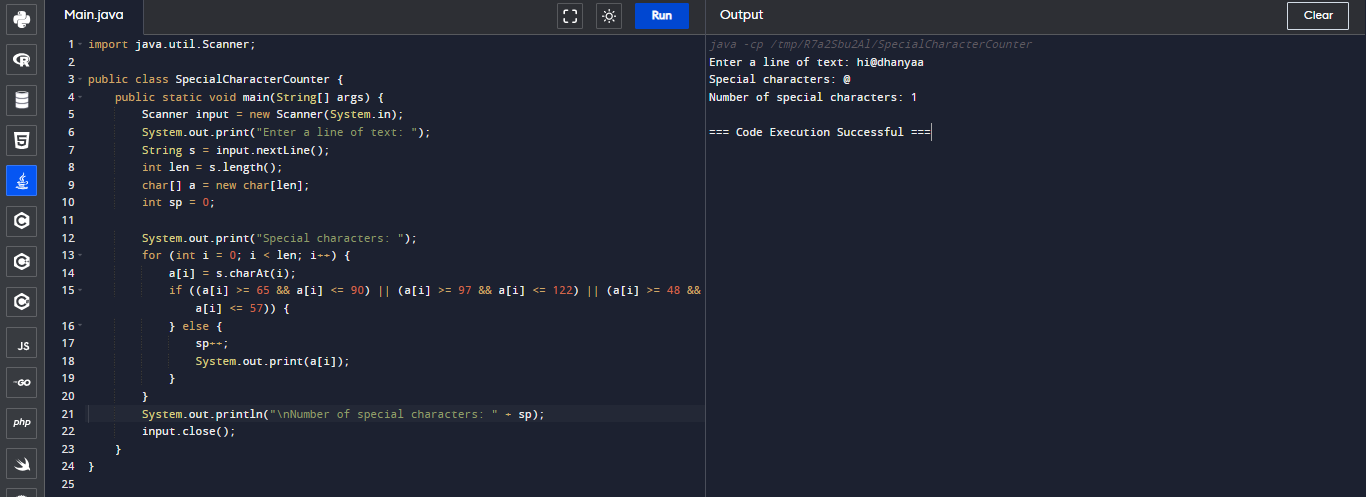 Main.java
Run
Output
Clear
1 import java.util.Scanner;
2
3 public class SpecialCharacterCounter {
4 public static void main(String[] args) {
5 Scanner input = new Scanner(System.in);
6 System.out.print("Enter a line of text: ");
7 String s = input.nextLine();
8 int len = s.length();
9 char[] a = new char[len];
10 int sp = 0;
11
12 System.out.print("Special characters: ");
13 for (int i = 0; i < len; i++) {
14 a[i] = s.charAt(i);
15 if ((a[i] >= 65 && a[i] <= 90) || (a[i] >= 97 && a[i] <= 122) || (a[i] >= 48 &&
a[i] <= 57)) {
16 } else {
17 sp++;
18 System.out.print(a[i]);
19 }
20 }
21 System.out.println("\nNumber of special characters: " + sp);
22 input.close();
23 }
24 }
25
java -cp /tmp/R7a25bu2Al/SpecialCharacterCounter
Enter a line of text: hi@dhanyaa
Special characters: @
Number of special characters: 1
=== Code Execution Successful ===
R
5
C
C
C
JS
GO
php